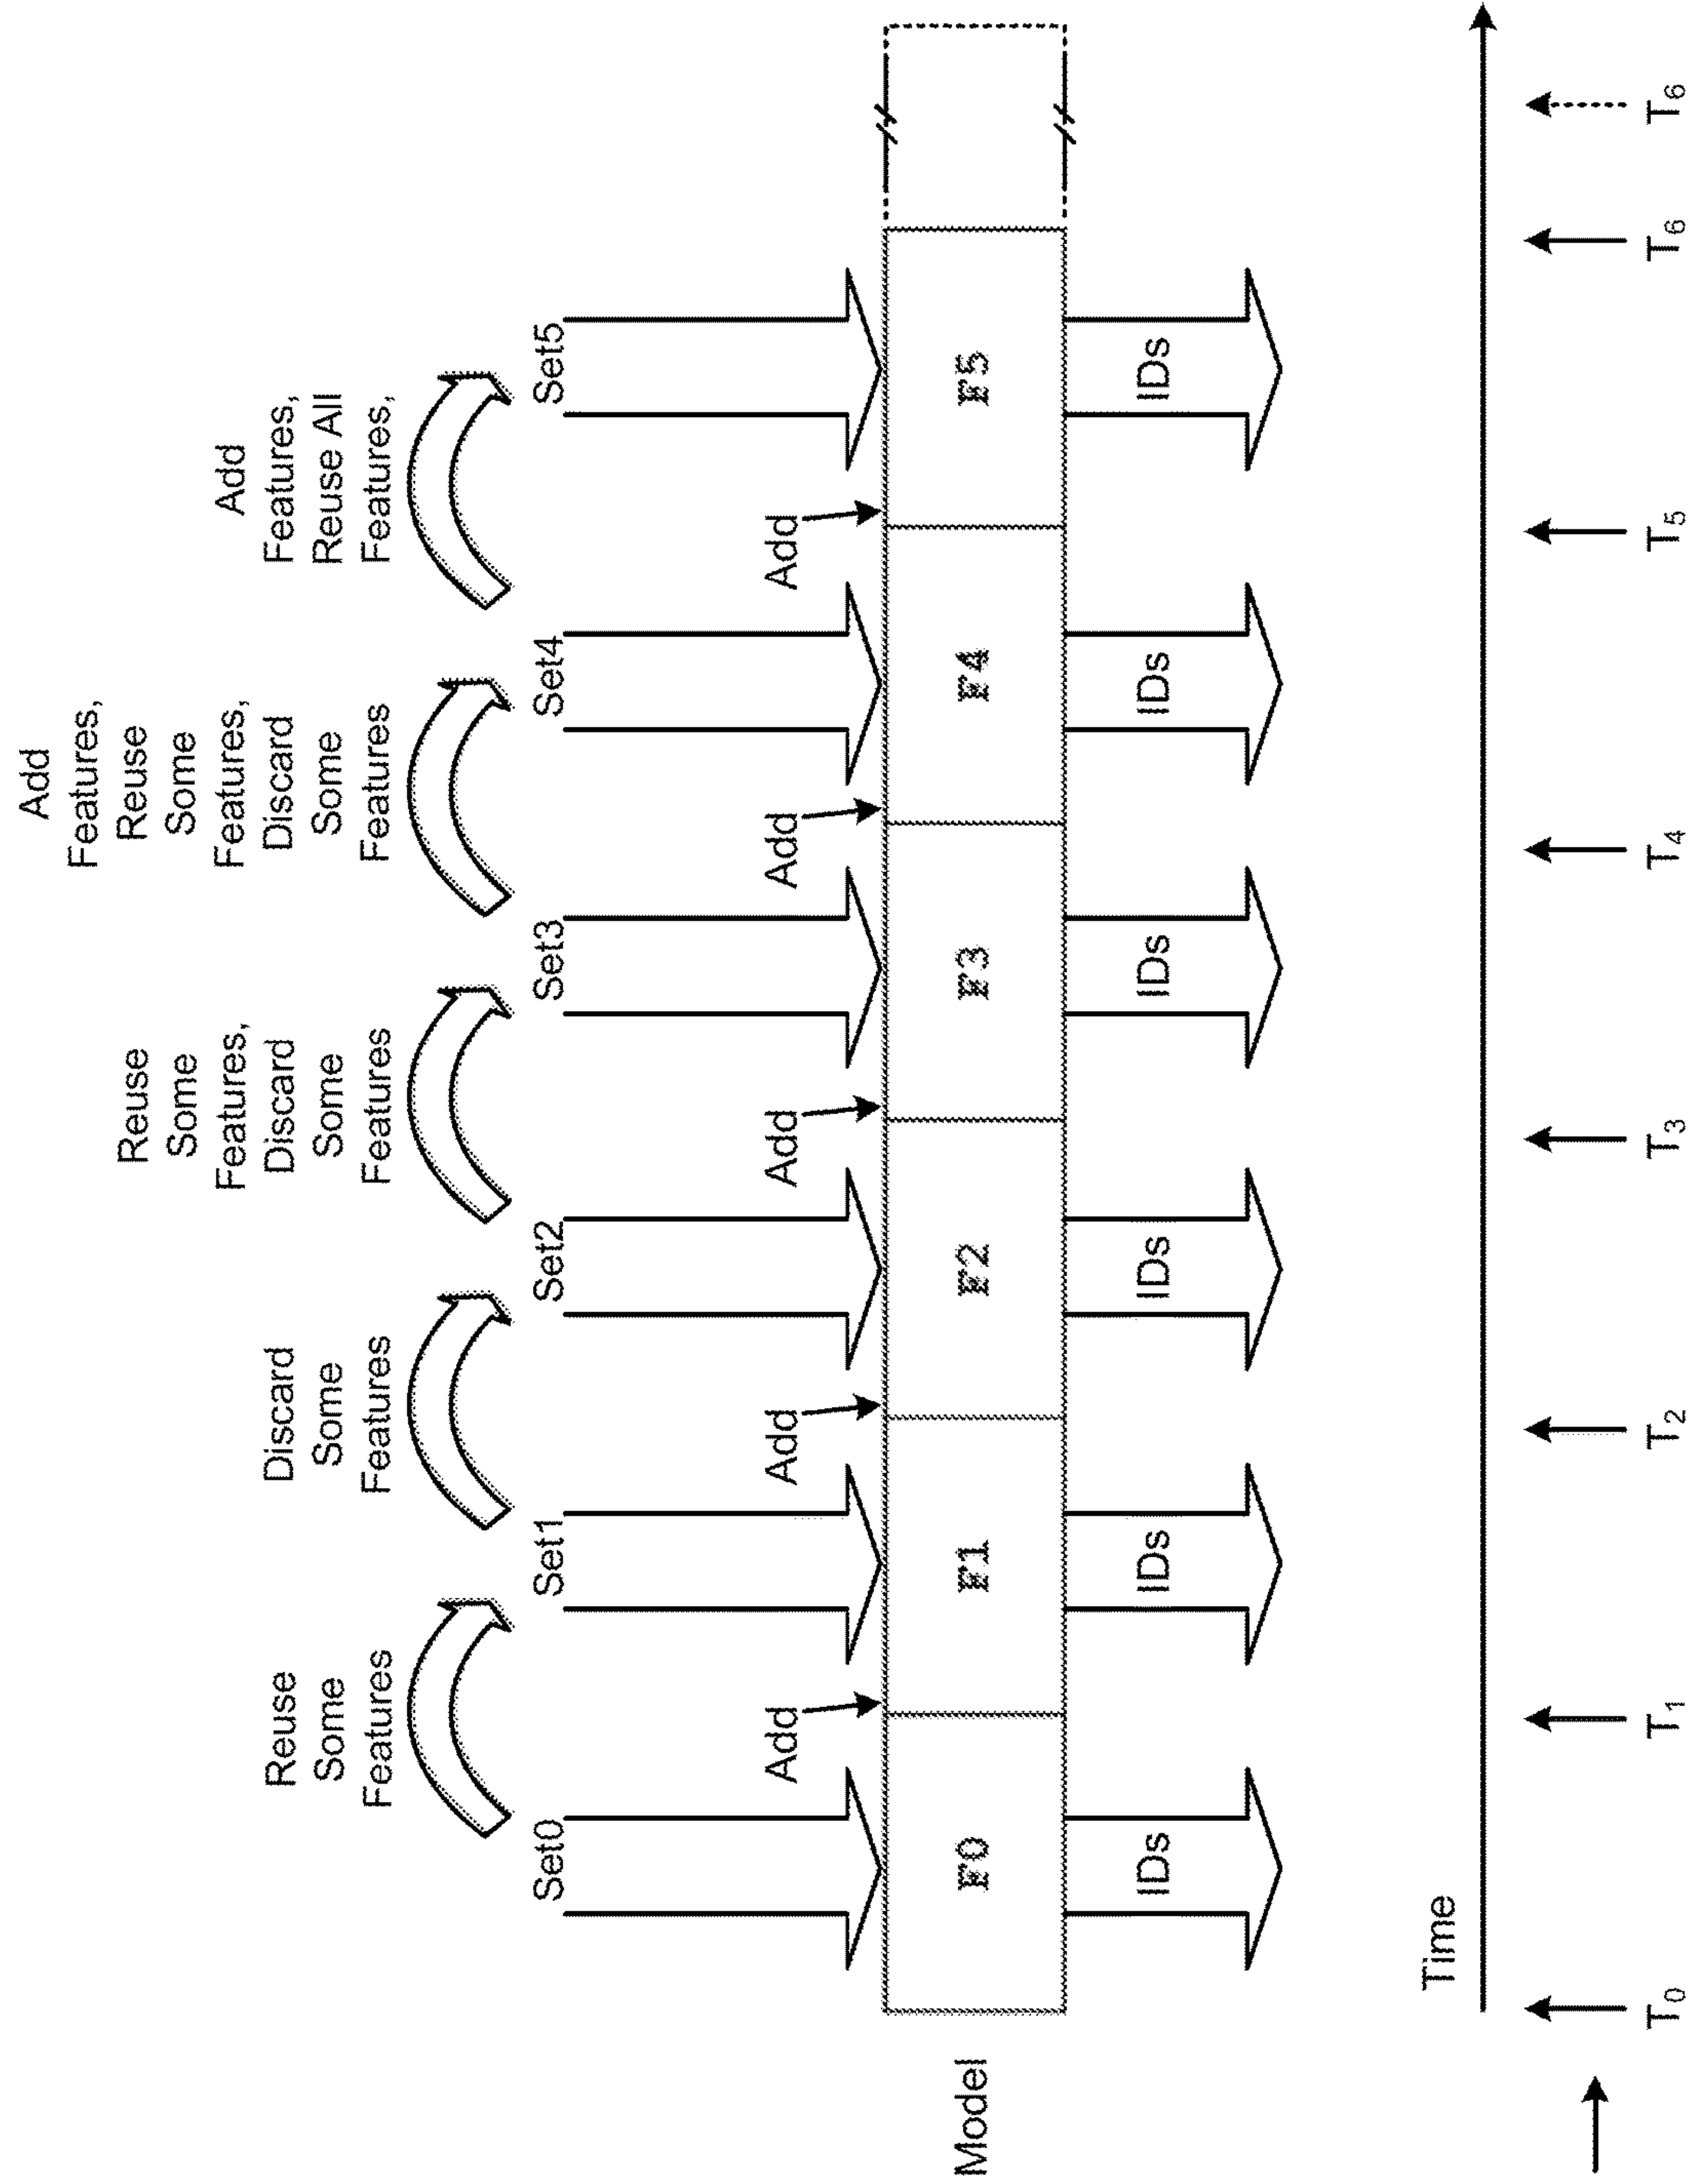 Reuse
Some
Features
Discard
Some
Features
Reuse
Some
Features,
Discard
Some
Features
Add
Features,
Reuse
Some
Features,
Discard
Some
Features
Add
Features,
Reuse All
Features,
Set0
Set1
Set2
Set3
Set4
Set5
Add
Add
Add
Add
Add
Model
F0
F1
F2
F3
F4
F5
IDs
IDs
IDs
IDs
IDs
IDs
Time
T0
T1
T2
T3
T4
T5
T6
T6